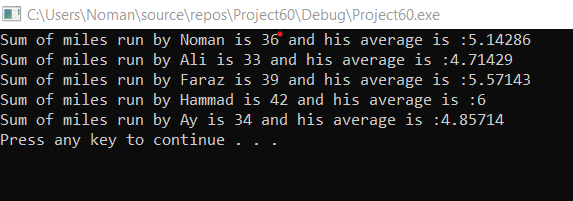 C:\Users\Noman\source\repos\Project60\Debug\Project60.exe
Sum of miles run by Noman is 36 and his average is :5.14286
Sum of miles run by Ali is 33 and his average is :4.71429
Sum of miles run by Faraz is 39 and his average is :5.57143
Sum of miles run by Hammad is 42 and his average is :6
Sum of miles run by Ay is 34 and his average is :4.85714
Press any key to continue . . .